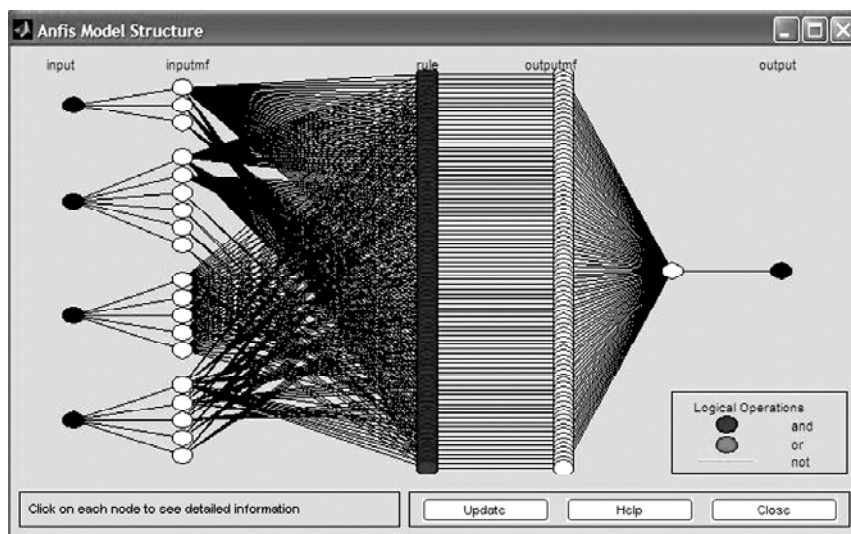 Anfis Model Structure
input
inputmf
rule
outputmf
output
Logical Operations
and
or
not
Click on each node to see detailed information
Update
Help
Close